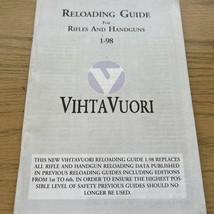 RELOADING GUIDE
FOR
RIFLES AND HANDGUNS
1-98
VIHTAVUORI
THIS NEW VIHTAVUORI RELOADING GUIDE 1-98 REPLACES
ALL RIFLE AND HANDGUN RELOADING DATA PUBLISHED
IN PREVIOUS RELOADING GUIDES INCLUDING EDITIONS
FROM 1st TO 6th. IN ORDER TO ENSURE THE HIGHEST POS-
SIBLE LEVEL OF SAFETY PREVIOUS GUIDES SHOULD NO
LONGER BE USED.